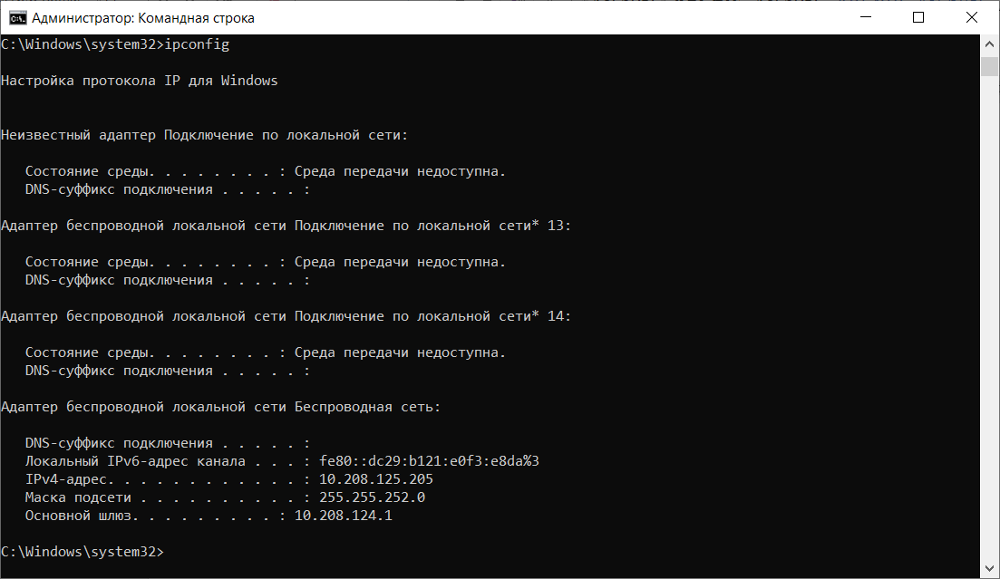 Администратор: Командная строка
C:\Windows\system32>ipconfig
Настройка протокола IP для Windows
Неизвестный адаптер Подключение по локальной сети:
Состояние среды. . . . . . . . : Среда передачи недоступна.
DNS-суффикс подключения . . . . . :
Адаптер беспроводной локальной сети Подключение по локальной сети* 13:
Состояние среды. . . . . . . . : Среда передачи недоступна.
DNS-суффикс подключения . . . . . :
Адаптер беспроводной локальной сети Подключение по локальной сети* 14:
Состояние среды. . . . . . . . : Среда передачи недоступна.
DNS-суффикс подключения . . . . . :
Адаптер беспроводной локальной сети Беспроводная сеть:
DNS-суффикс подключения . . . . . :
Локальный IPv6-адрес канала . . . : fe80::dc29:b121:e0f3:e8da%3
IPv4-адрес. . . . . . . . . . . . : 10.208.125.205
Маска подсети . . . . . . . . . . : 255.255.252.0
Основной шлюз. . . . . . . . . : 10.208.124.1
C:\Windows\system32>